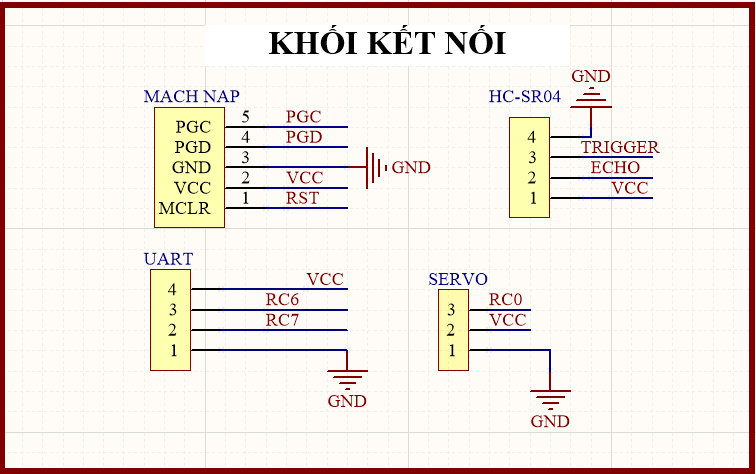 KHỐI KẾT NỐI
MACH NAP
PGC 5 PGC
PGD 4 PGD
GND 3 GND
VCC 2 VCC
MCLR 1 RST
HC-SR04
GND
4
3 TRIGGER
2 ECHO
1 VCC
UART
4 VCC
3 RC6
2 RC7
1
GND
SERVO
3 RC0
2 VCC
1
GND